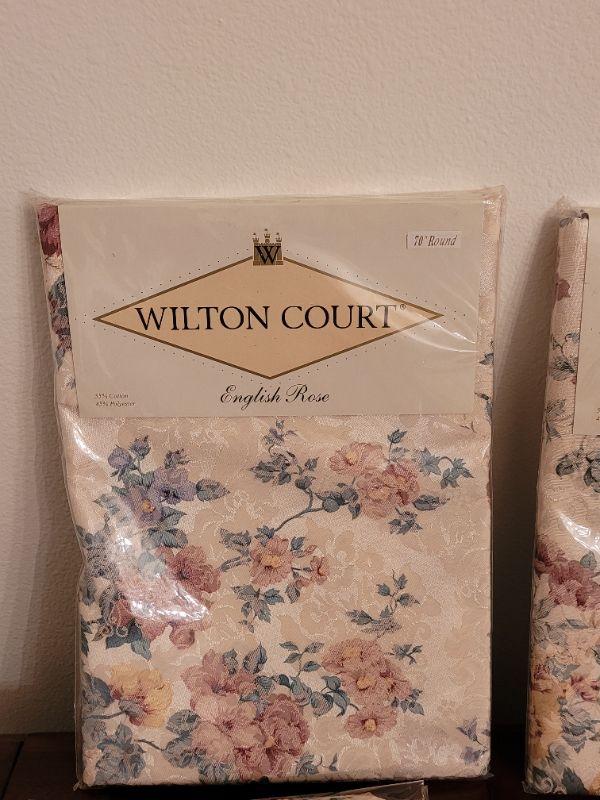 70" Round
W
WILTON COURT®
English Rose
55% Cotton
45% Polyester